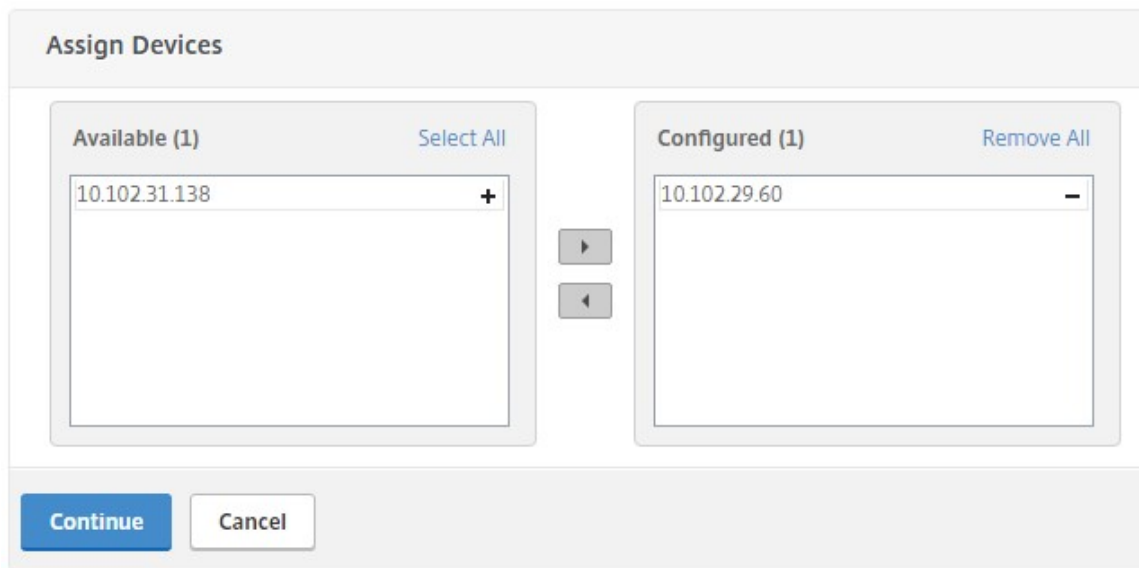 Assign Devices
Available (1) Select All
10.102.31.138 +
Configured (1) Remove All
10.102.29.60 −
Continue Cancel